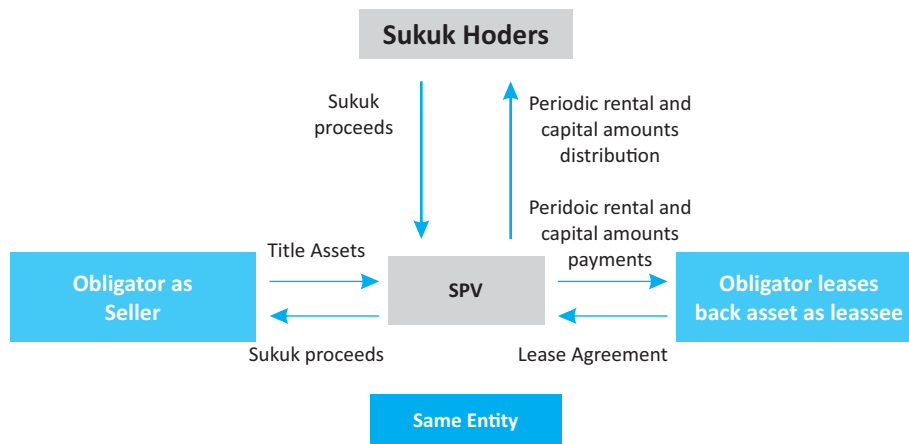 Sukuk Hoders
Sukuk
proceeds
Periodic rental and
capital amounts
distribution
Peridoic rental and
capital amounts
payments
Title Assets
Obligator as
Seller
SPV
Obligator leases
back asset as leassee
Sukuk proceeds
Lease Agreement
Same Entity